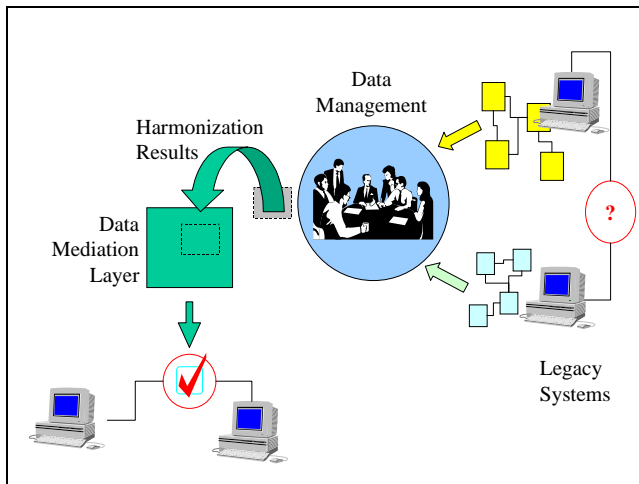 Data
Management
Harmonization
Results
?
Data
Mediation
Layer
Legacy
Systems